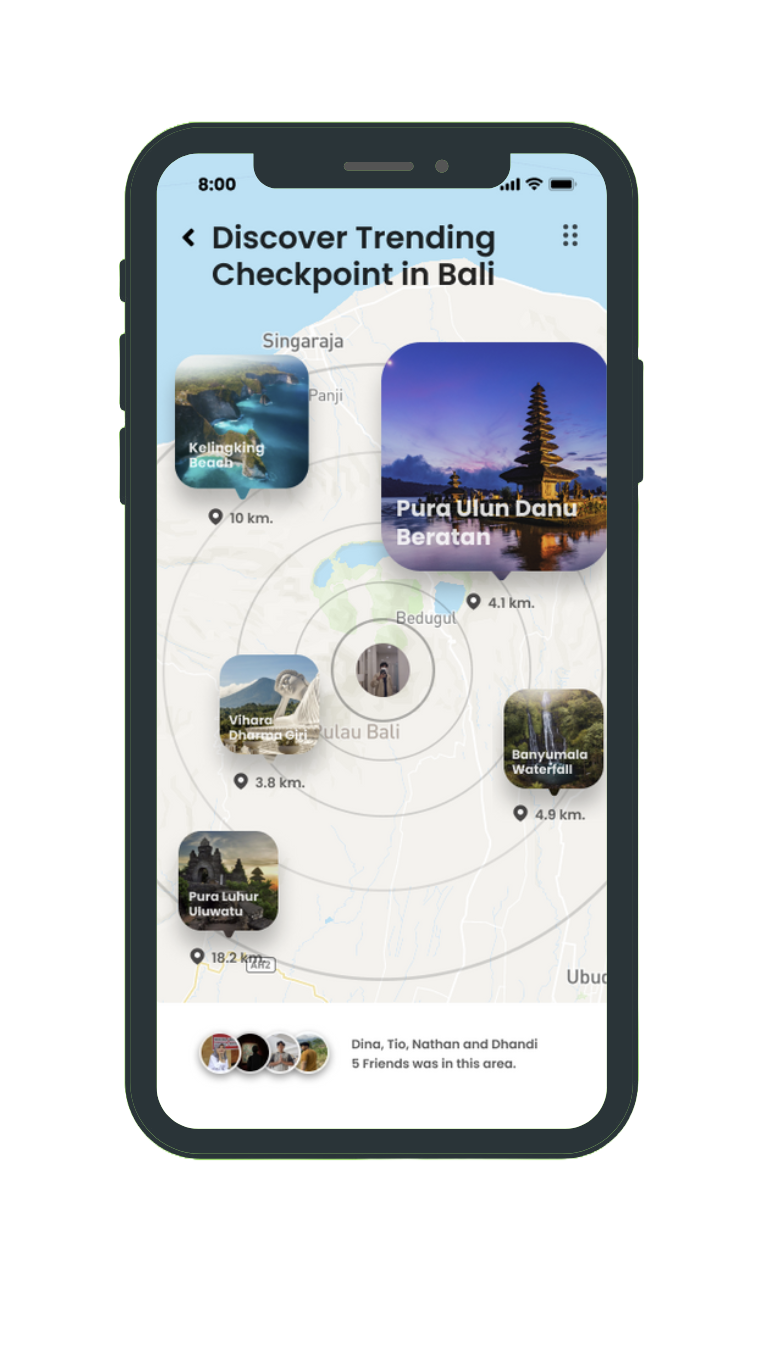 8:00
Discover Trending
Checkpoint in Bali
Singaraja
Panji
Kelingking
Beach
10 km.
Pura Ulun Danu
Beratan
4.1 km.
Bedugul
Vihara
Dharma Giri
Pulau Bali
3.8 km.
Banyumala
Waterfall
4.9 km.
Pura Luhur
Uluwatu
18.2 km.
AH2
Ubud
Dina, Tio, Nathan and Dhandi
5 Friends was in this area.